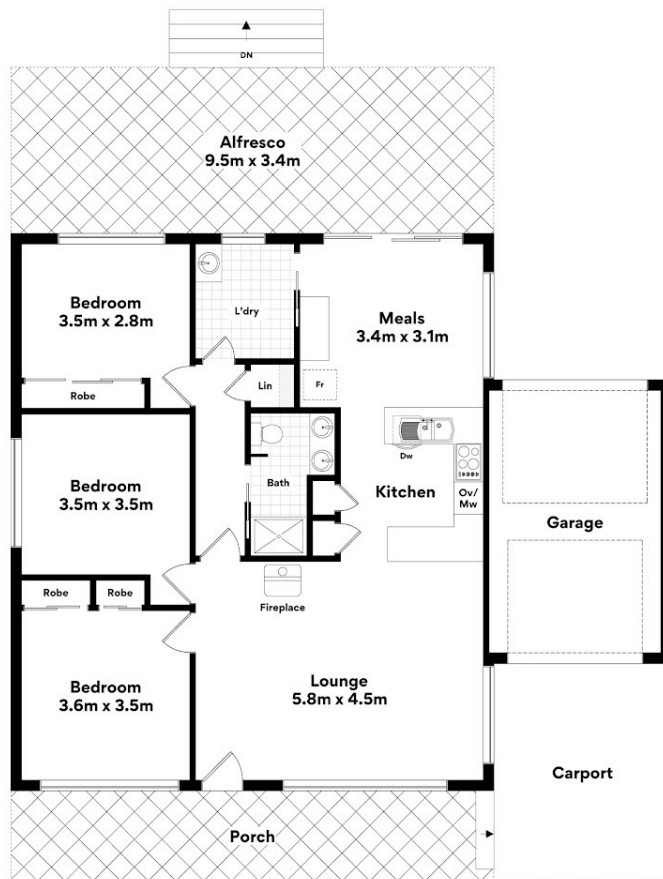 DN
Alfresco
9.5m x 3.4m
Bedroom
3.5m x 2.8m
L'dry
Meals
3.4m x 3.1m
Robe
Lin
Fr
Bedroom
3.5m x 3.5m
Bath
Dw
Kitchen
Ov/
Mw
Garage
Robe
Robe
Fireplace
Bedroom
3.6m x 3.5m
Lounge
5.8m x 4.5m
Carport
Porch